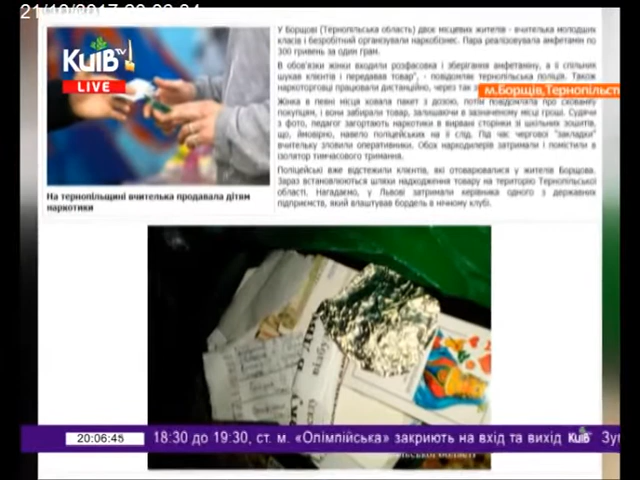 21/10/2017 20:06:04
КиЇВ TV
LIVE
м.Борщів,Тернопільс
У Борщові (Тернопільська область) двоє місцевих жителів - вчителька молодших
класів і безробітний організували наркобізнес. Пара реалізовувала амфетамін по
300 гривень за один грам.
В обов'язки жінки входили розфасовка і зберігання амфетаміну, а її спільник
шукав клієнтів і передавав товар", - повідомляє тернопільська поліція. Також
наркоторговці працювали дистанційно, через так з
Жінка в певні місця ховала пакет з дозою, потім повідомляла про схованку
покупцям, і вони забирали товар, залишаючи в зазначеному місці гроші. Судячи
з фото, педагог загортають наркотики в вирвані сторінки зі шкільних зошитів,
що, ймовірно, навело поліцейських на її слід. Під час чергової "закладки"
вчительку зловили оперативники. Обох наркодилерів затримали і помістили в
ізолятор тимчасового тримання.
Поліцейські вже відстежили клієнтів, які отоварювалися у жителів Борщова.
Зараз встановлюються шляхи надходження товару на територію Тернопільської
області. Нагадаємо, у Львові затримали керівника одного з державних
підприємств, який влаштував бордель в нічному клубі.
На тернопільщині вчителька продавала дітям
наркотики
20:06:45 18:30 до 19:30, ст. м. «Олімпійська» закриють на вхід та вихід КиЇВ Зу